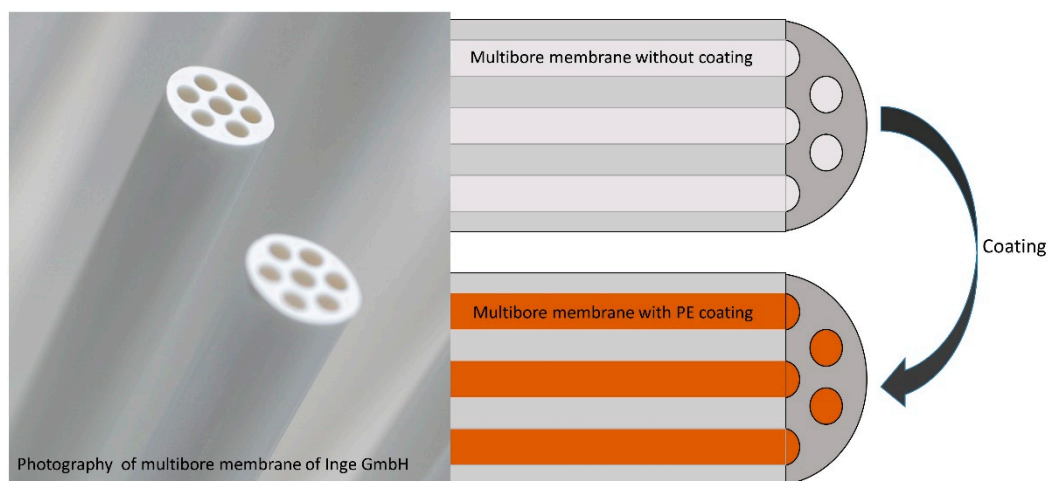 Multibore membrane without coating
Coating
Multibore membrane with PE coating
Photography of multibore membrane of Inge GmbH